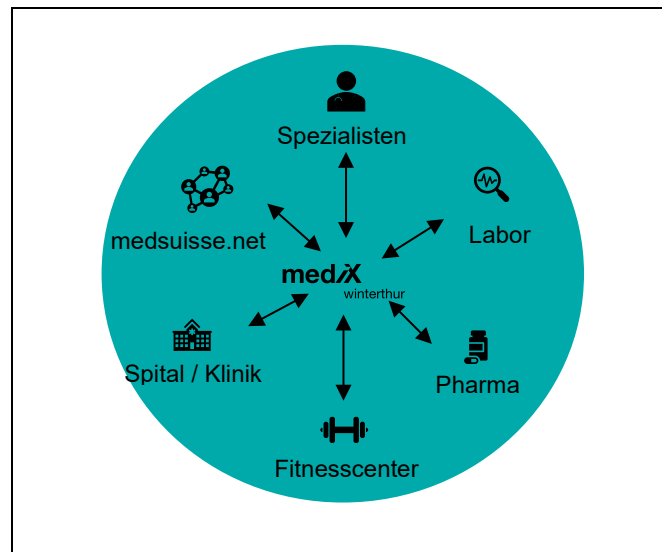 Spezialisten
medsuisse.net
Labor
mediX
winterthur
Spital / Klinik
Pharma
Fitnesscenter